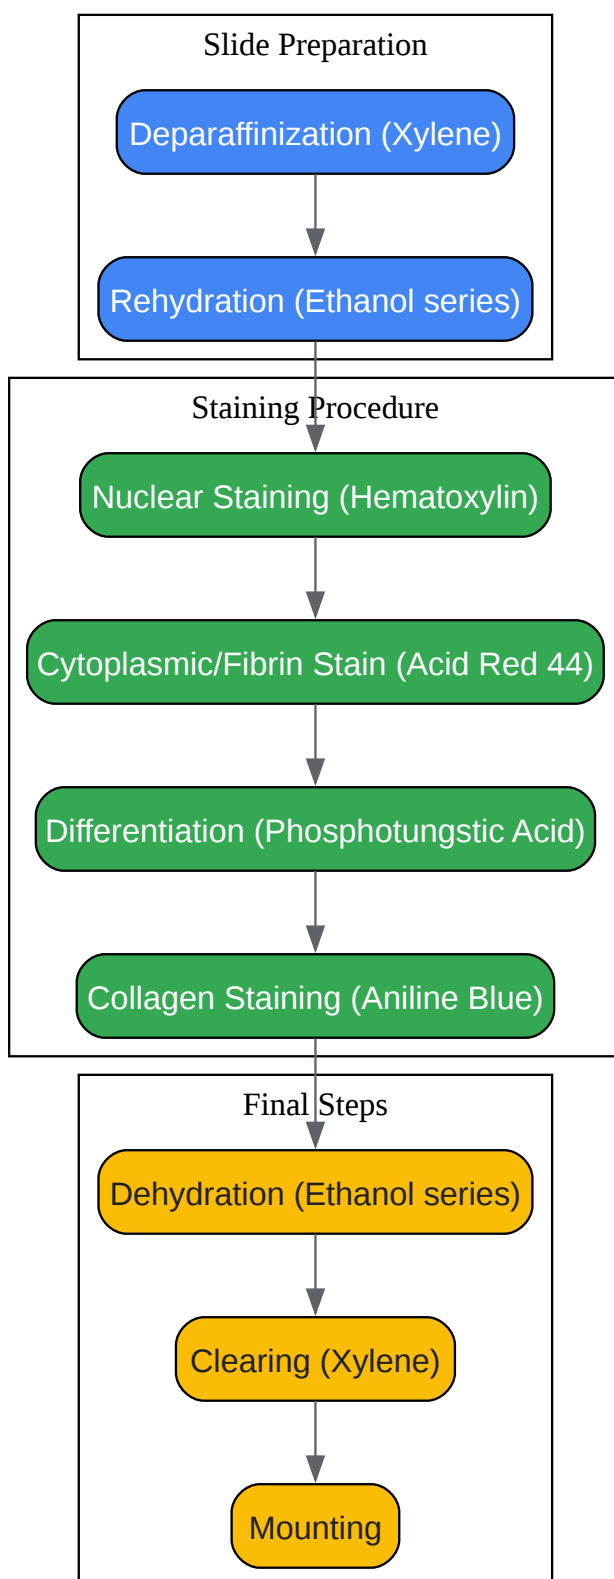 Slide Preparation
Deparaffinization (Xylene)
Rehydration (Ethanol series)
Staining Procedure
Nuclear Staining (Hematoxylin)
Cytoplasmic/Fibrin Stain (Acid Red 44)
Differentiation (Phosphotungstic Acid)
Collagen Staining (Aniline Blue)
Final Steps
Dehydration (Ethanol series)
Clearing (Xylene)
Mounting